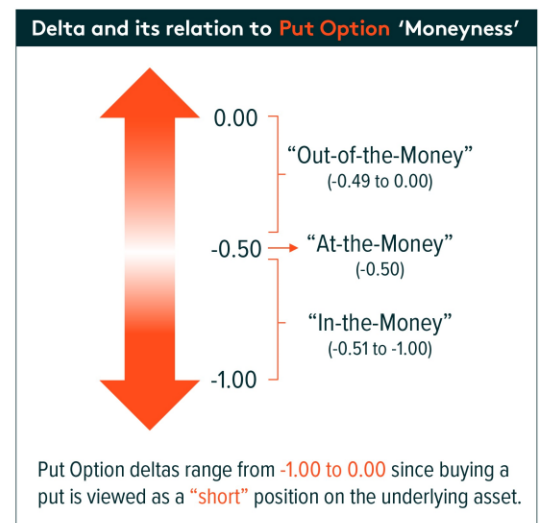 Delta and its relation to Put Option ‘Moneyness’
0.00
“Out-of-the-Money”
(-0.49 to 0.00)
-0.50
“At-the-Money”
(-0.50)
“In-the-Money”
(-0.51 to -1.00)
-1.00
Put Option deltas range from -1.00 to 0.00 since buying a
put is viewed as a “short” position on the underlying asset.